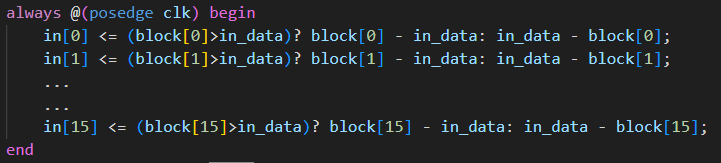 always @(posedge clk) begin
in[0] <= (block[0]>in_data)? block[0] - in_data: in_data - block[0];
in[1] <= (block[1]>in_data)? block[1] - in_data: in_data - block[1];
...
...
in[15] <= (block[15]>in_data)? block[15] - in_data: in_data - block[15];
end